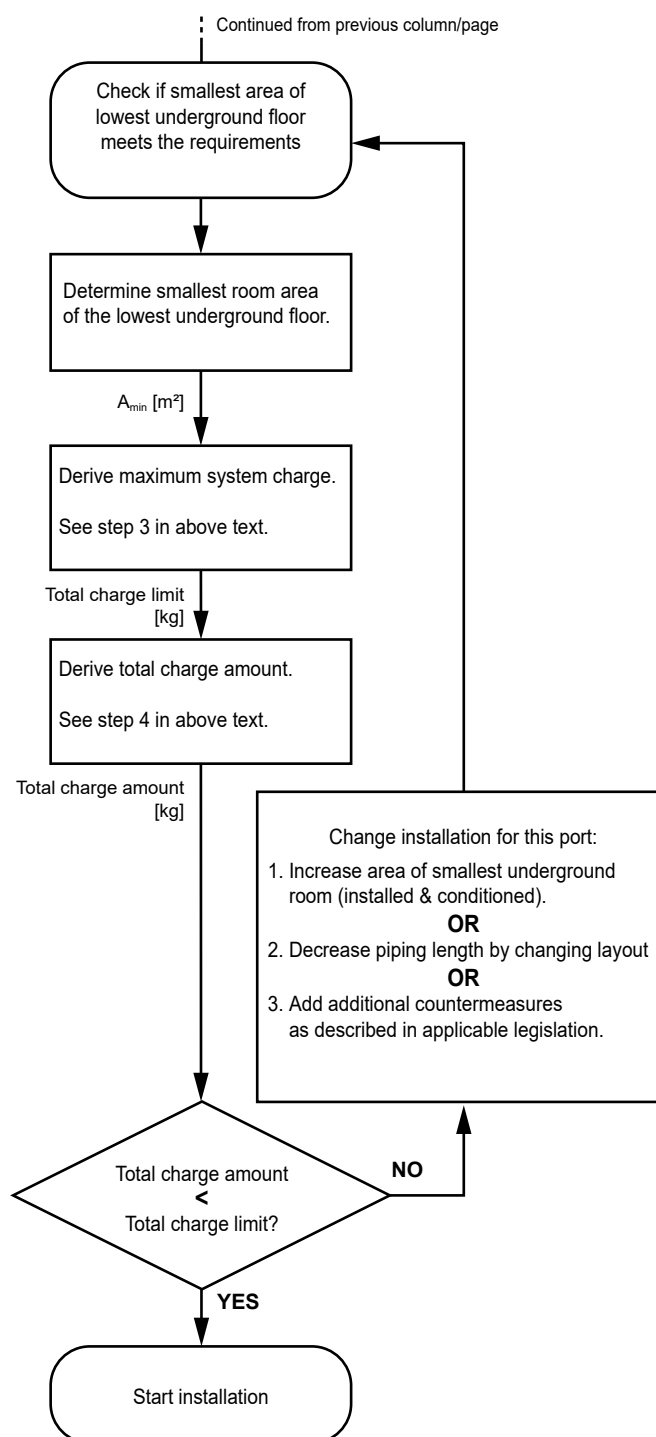 Continued from previous column/page
Check if smallest area of
lowest underground floor
meets the requirements
Determine smallest room area
of the lowest underground floor.
Amin [m²]
Derive maximum system charge.
See step 3 in above text.
Total charge limit
[kg]
Derive total charge amount.
See step 4 in above text.
Total charge amount
[kg]
Change installation for this port:
1. Increase area of smallest underground
room (installed & conditioned).
OR
2. Decrease piping length by changing layout
OR
3. Add additional countermeasures
as described in applicable legislation.
Total charge amount
<
Total charge limit?
NO
YES
Start installation